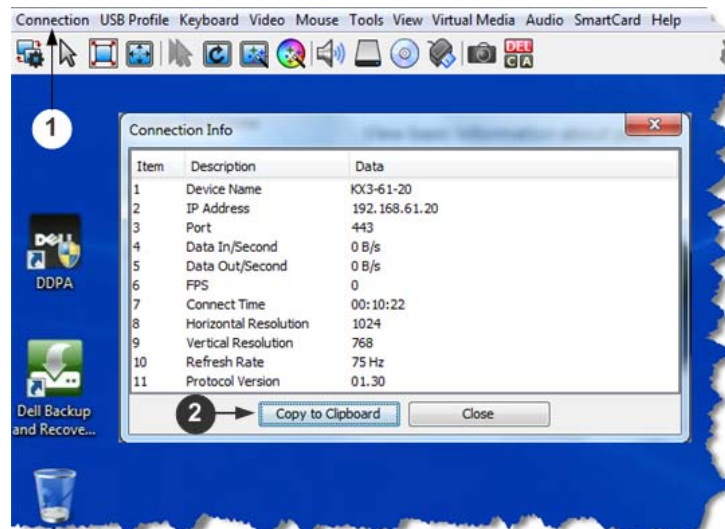 Connection USB Profile Keyboard Video Mouse Tools View Virtual Media Audio SmartCard Help
DEL
C A
1
Connection Info
Item Description Data
1 Device Name KX3-61-20
2 IP Address 192.168.61.20
3 Port 443
4 Data In/Second 0 B/s
5 Data Out/Second 0 B/s
6 FPS 0
7 Connect Time 00:10:22
8 Horizontal Resolution 1024
9 Vertical Resolution 768
10 Refresh Rate 75 Hz
11 Protocol Version 01.30
2
Copy to Clipboard Close
DELL
DDPA
Dell Backup
and Recove...